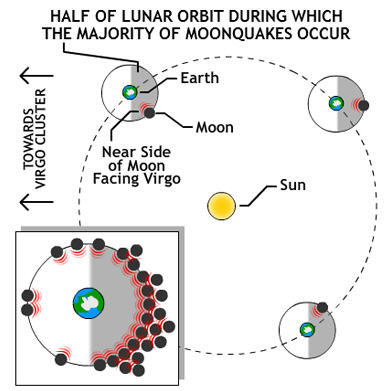 HALF OF LUNAR ORBIT DURING WHICH
THE MAJORITY OF MOONQUAKES OCCUR
Earth
Moon
Near Side
of Moon
Facing Virgo
TOWARDS
VIRGO CLUSTER
Sun